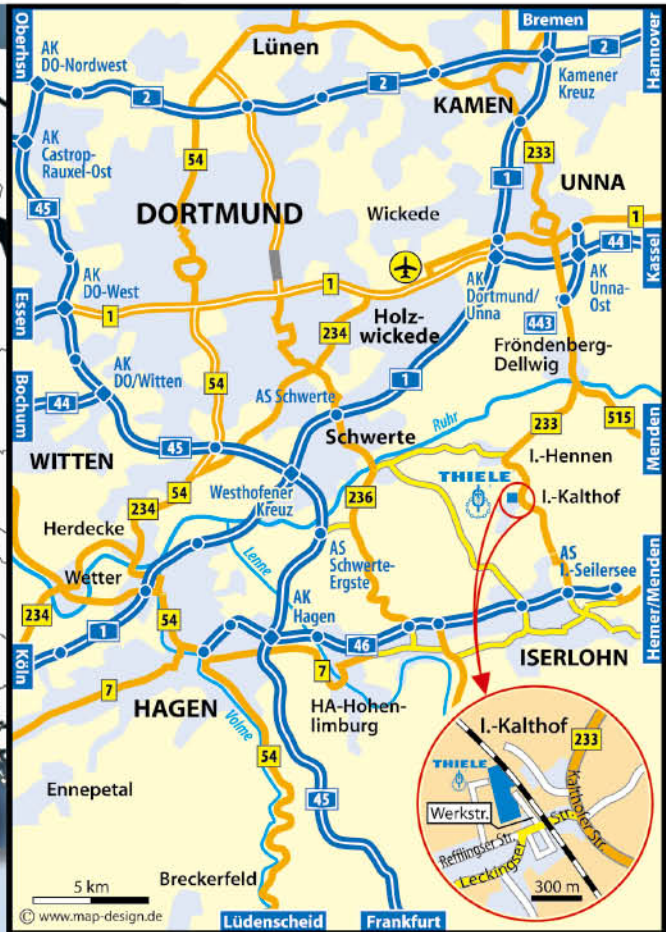 Oberhsn
Bremen
Hannover
AK
DO-Nordwest
Lünen
2
Kamener
Kreuz
2
2
KAMEN
AK
Castrop-
Rauxel-Ost
54
233
1
UNNA
45
DORTMUND
Wickede
1
44
Kassel
AK
DO-West
Essen
1
1
AK
Dortmund/
Unna
AK
Unna-
Ost
Holz-
wickede
234
443
Fröndenberg-
Dellwig
AK
DO/Witten
54
1
Bochum
44
AS Schwerte
515
Menden
Ruhr
233
45
Schwerte
WITTEN
I.-Hennen
54
Westhofener
Kreuz
236
THIELE
I.-Kalthof
234
Herdecke
Lenne
AS
Schwerte-
Ergste
AS
I.-Seilersee
Hemer/Menden
Wetter
234
54
AK
Hagen
1
46
Köln
7
ISERLOHN
7
HAGEN
HA-Hohen-
limburg
Volme
54
45
Ennepetal
I.-Kalthof
233
THIELE
Kalthofer Str.
Werkstr.
Refflingser Str.
Leckingser Str.
300 m
Breckerfeld
5 km
© www.map-design.de
Lüdenscheid
Frankfurt